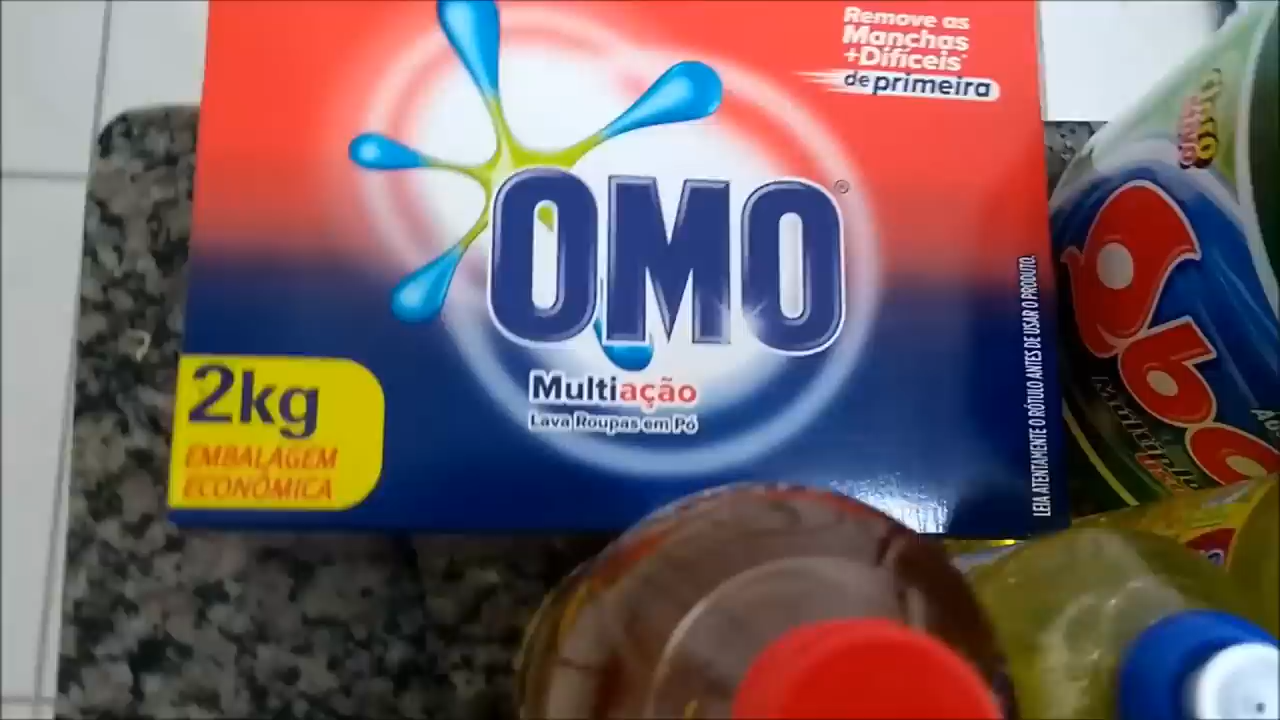 Remove as
Manchas
+Difíceis*
de primeira
OMO®
Multiação
Lava Roupas em Pó
2kg
EMBALAGEM
ECONÔMICA
LEIA ATENTAMENTE O RÓTULO ANTES DE USAR O PRODUTO.